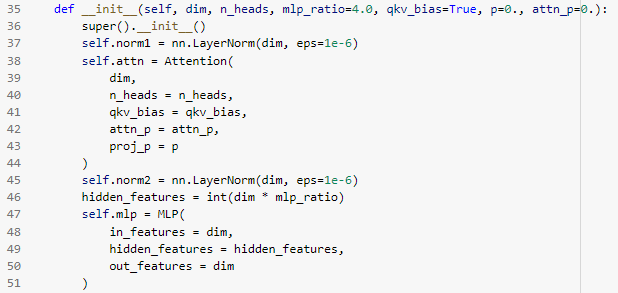 35    def __init__(self, dim, n_heads, mlp_ratio=4.0, qkv_bias=True, p=0., attn_p=0.):
36        super().__init__()
37        self.norm1 = nn.LayerNorm(dim, eps=1e-6)
38        self.attn = Attention(
39            dim,
40            n_heads = n_heads,
41            qkv_bias = qkv_bias,
42            attn_p = attn_p,
43            proj_p = p
44        )
45        self.norm2 = nn.LayerNorm(dim, eps=1e-6)
46        hidden_features = int(dim * mlp_ratio)
47        self.mlp = MLP(
48            in_features = dim,
49            hidden_features = hidden_features,
50            out_features = dim
51        )